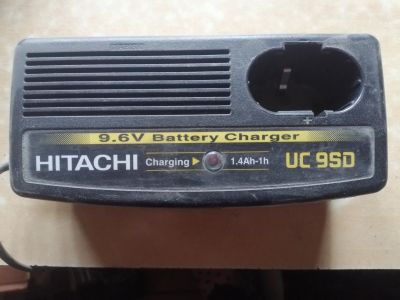 +
9.6V Battery Charger
HITACHI Charging ▶ 1.4Ah-1h UC 9SD